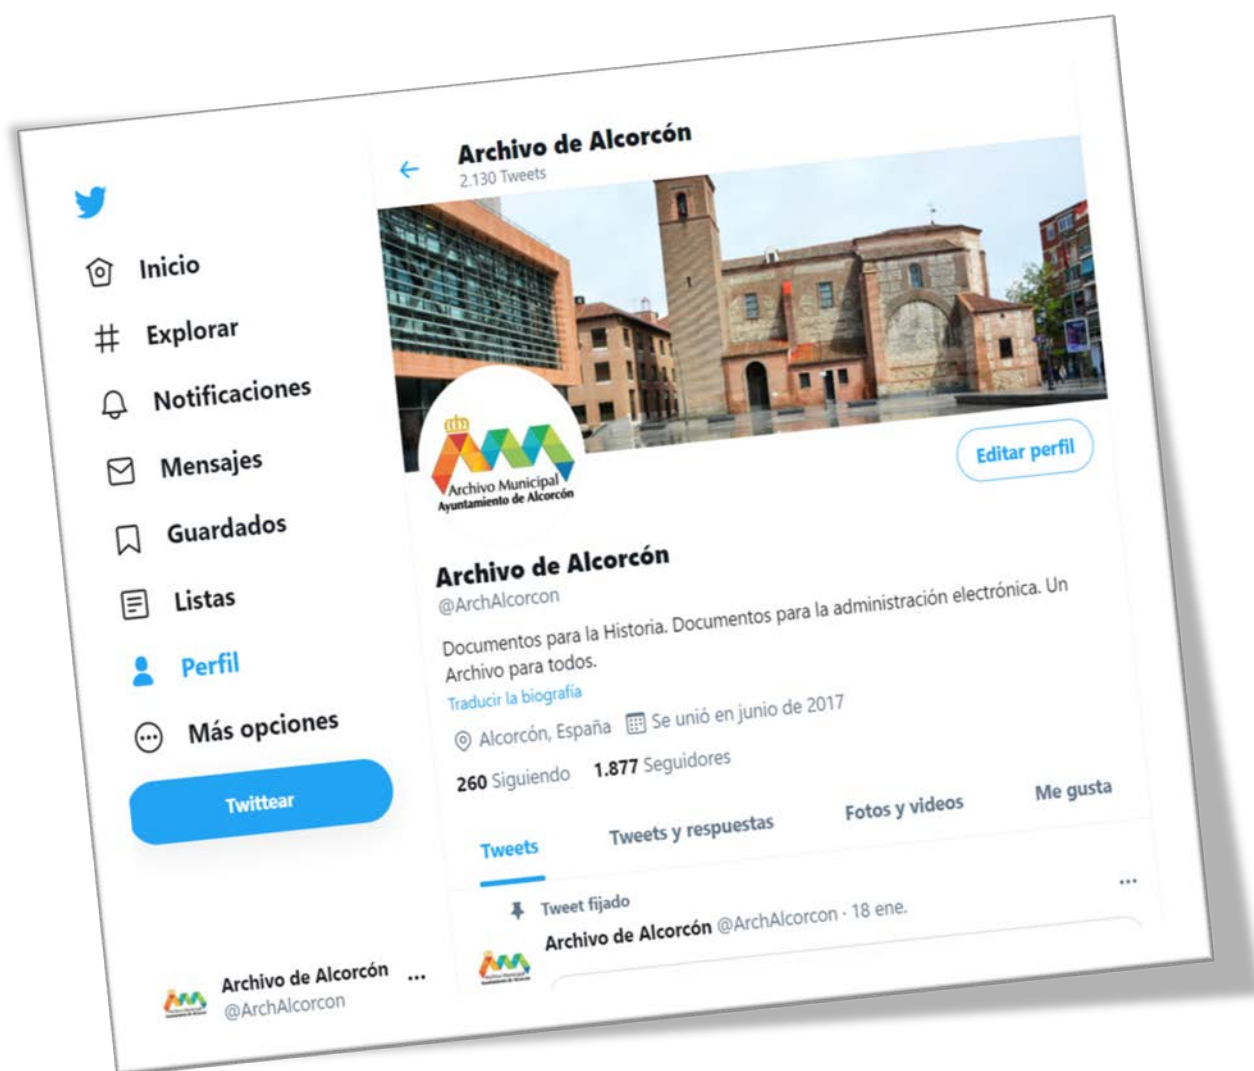 Inicio
Explorar
Notificaciones
Mensajes
Guardados
Listas
Perfil
Más opciones
Twittear
Archivo de Alcorcón
@ArchAlcorcon
Archivo de Alcorcón
2.130 Tweets
Archivo Municipal
Ayuntamiento de Alcorcón
Editar perfil
Archivo de Alcorcón
@ArchAlcorcon
Documentos para la Historia. Documentos para la administración electrónica. Un
Archivo para todos.
Traducir la biografía
Alcorcón, España Se unió en junio de 2017
260 Siguiendo 1.877 Seguidores
Tweets Tweets y respuestas Fotos y videos Me gusta
Tweet fijado
Archivo de Alcorcón @ArchAlcorcon · 18 ene.